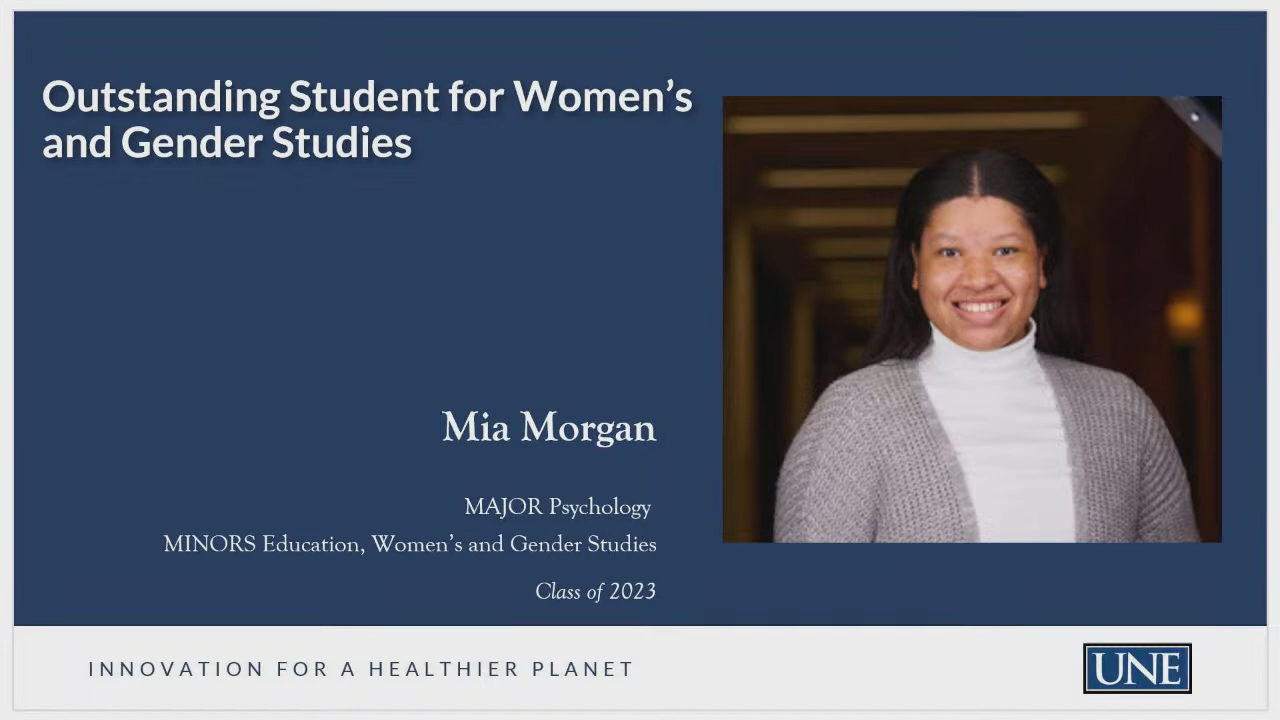 Outstanding Student for Women’s
and Gender Studies
Mia Morgan
MAJOR Psychology
MINORS Education, Women’s and Gender Studies
Class of 2023
INNOVATION FOR A HEALTHIER PLANET
UNE